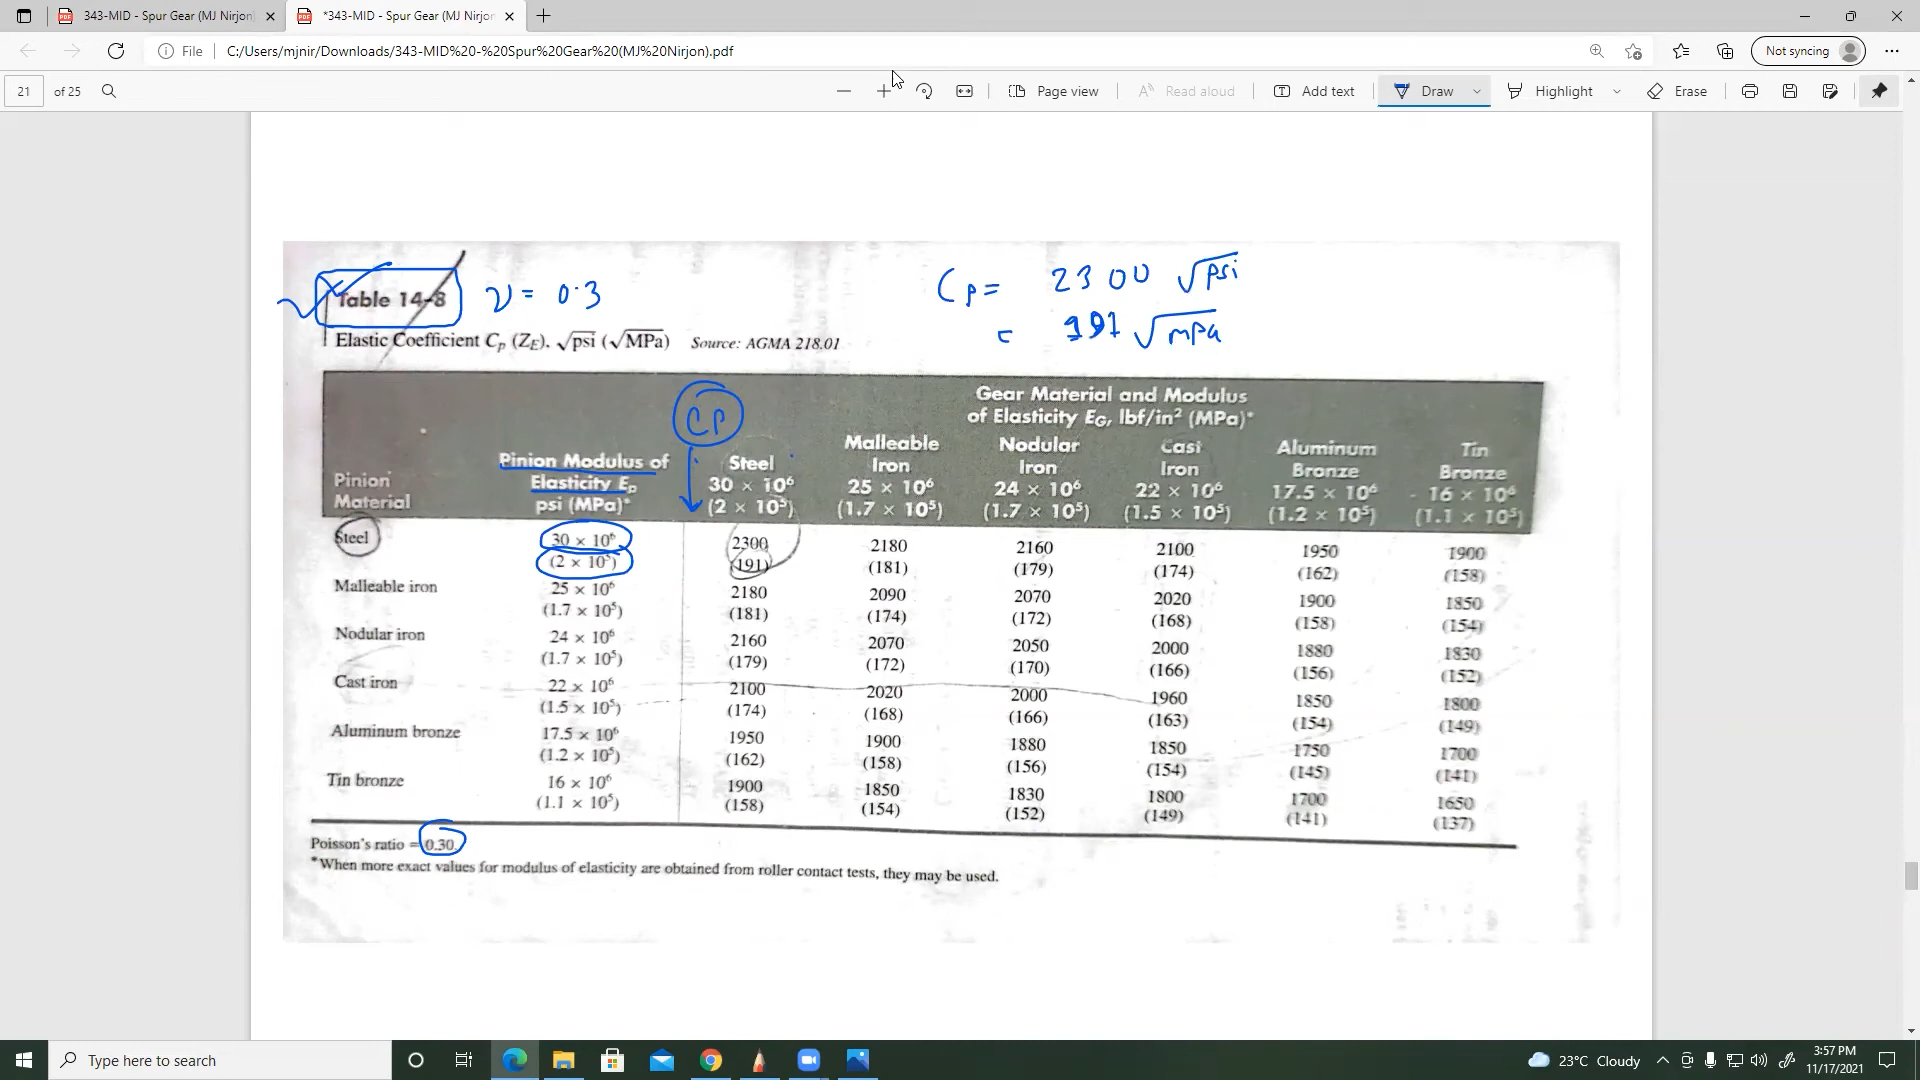 343-MID - Spur Gear (MJ Nirjon)
*343-MID - Spur Gear (MJ Nirjon
File C:/Users/mjnir/Downloads/343-MID%20-%20Spur%20Gear%20(MJ%20Nirjon).pdf
Not syncing
21 of 25
Page view
Read aloud
Add text
Draw
Highlight
Erase
Table 14-8 ν = 0.3
Cp = 2300 √psi
= 191 √mpa
Elastic Coefficient Cp (ZE), √psi (√MPa) Source: AGMA 218.01
Cp
Gear Material and Modulus
of Elasticity EG, lbf/in² (MPa)*
Pinion Material
Pinion Modulus of Elasticity Ep psi (MPa)*
Steel 30 × 10⁶ (2 × 10⁵)
Malleable Iron 25 × 10⁶ (1.7 × 10⁵)
Nodular Iron 24 × 10⁶ (1.7 × 10⁵)
Cast Iron 22 × 10⁶ (1.5 × 10⁵)
Aluminum Bronze 17.5 × 10⁶ (1.2 × 10⁵)
Tin Bronze 16 × 10⁶ (1.1 × 10⁵)
Steel 30 × 10⁶ 2300 2180 2160 2100 1950 1900
(2 × 10⁵) (191) (181) (179) (174) (162) (158)
Malleable iron 25 × 10⁶ 2180 2090 2070 2020 1900 1850
(1.7 × 10⁵) (181) (174) (172) (168) (158) (154)
Nodular iron 24 × 10⁶ 2160 2070 2050 2000 1880 1830
(1.7 × 10⁵) (179) (172) (170) (166) (156) (152)
Cast iron 22 × 10⁶ 2100 2020 2000 1960 1850 1800
(1.5 × 10⁵) (174) (168) (166) (163) (154) (149)
Aluminum bronze 17.5 × 10⁶ 1950 1900 1880 1850 1750 1700
(1.2 × 10⁵) (162) (158) (156) (154) (145) (141)
Tin bronze 16 × 10⁶ 1900 1850 1830 1800 1700 1650
(1.1 × 10⁵) (158) (154) (152) (149) (141) (137)
Poisson's ratio = 0.30.
*When more exact values for modulus of elasticity are obtained from roller contact tests, they may be used.
Type here to search
23°C Cloudy
3:57 PM
11/17/2021